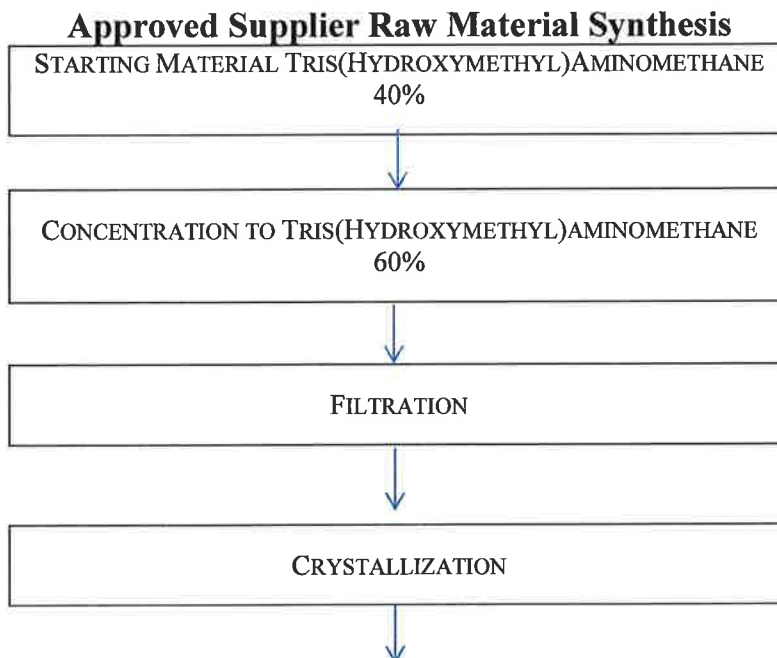 Approved Supplier Raw Material Synthesis
STARTING MATERIAL TRIS(HYDROXYMETHYL)AMINOMETHANE
40%
CONCENTRATION TO TRIS(HYDROXYMETHYL)AMINOMETHANE
60%
FILTRATION
CRYSTALLIZATION